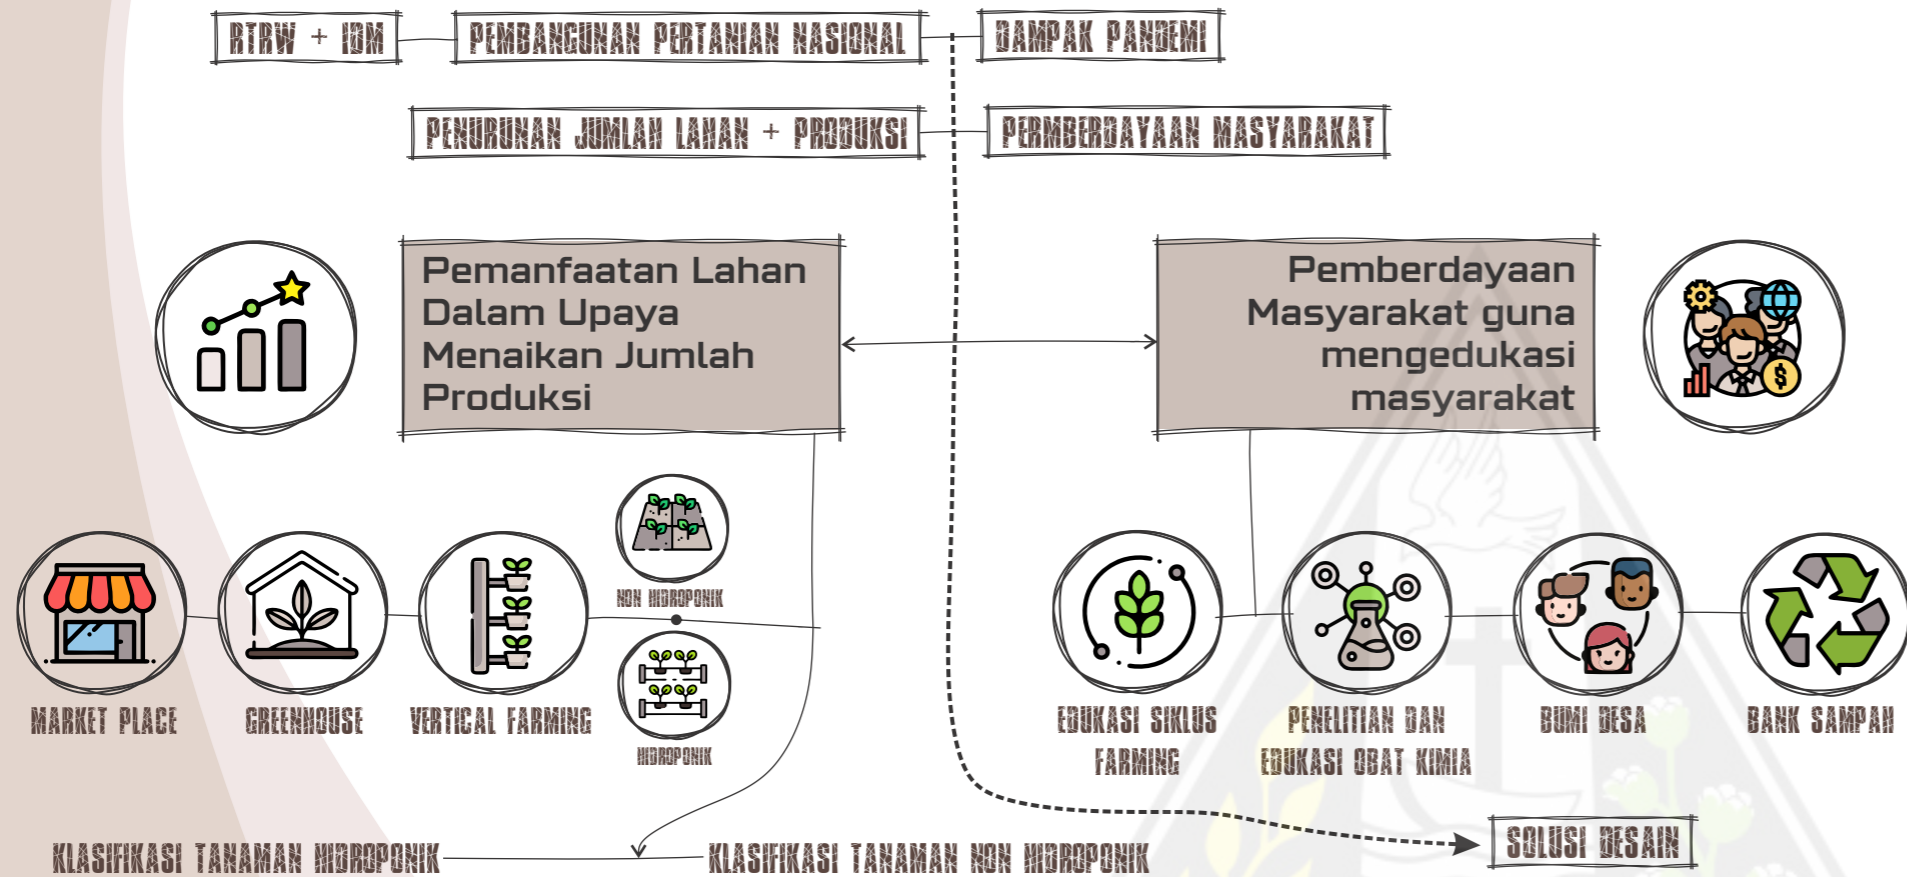 RTRW + IDM
PEMBANGUNAN PERTANIAN NASIONAL
DAMPAK PANDEMI
PENURUNAN JUMLAH LAHAN + PRODUKSI
PERMBERDAYAAN MASYARAKAT
Pemanfaatan Lahan
Dalam Upaya
Menaikan Jumlah
Produksi
Pemberdayaan
Masyarakat guna
mengedukasi
masyarakat
NON HIDROPONIK
HIDROPONIK
MARKET PLACE
GREENHOUSE
VERTICAL FARMING
EDUKASI SIKLUS
FARMING
PENELITIAN DAN
EDUKASI OBAT KIMIA
BUMI DESA
BANK SAMPAH
KLASIFIKASI TANAMAN HIDROPONIK
KLASIFIKASI TANAMAN NON HIDROPONIK
SOLUSI DESAIN